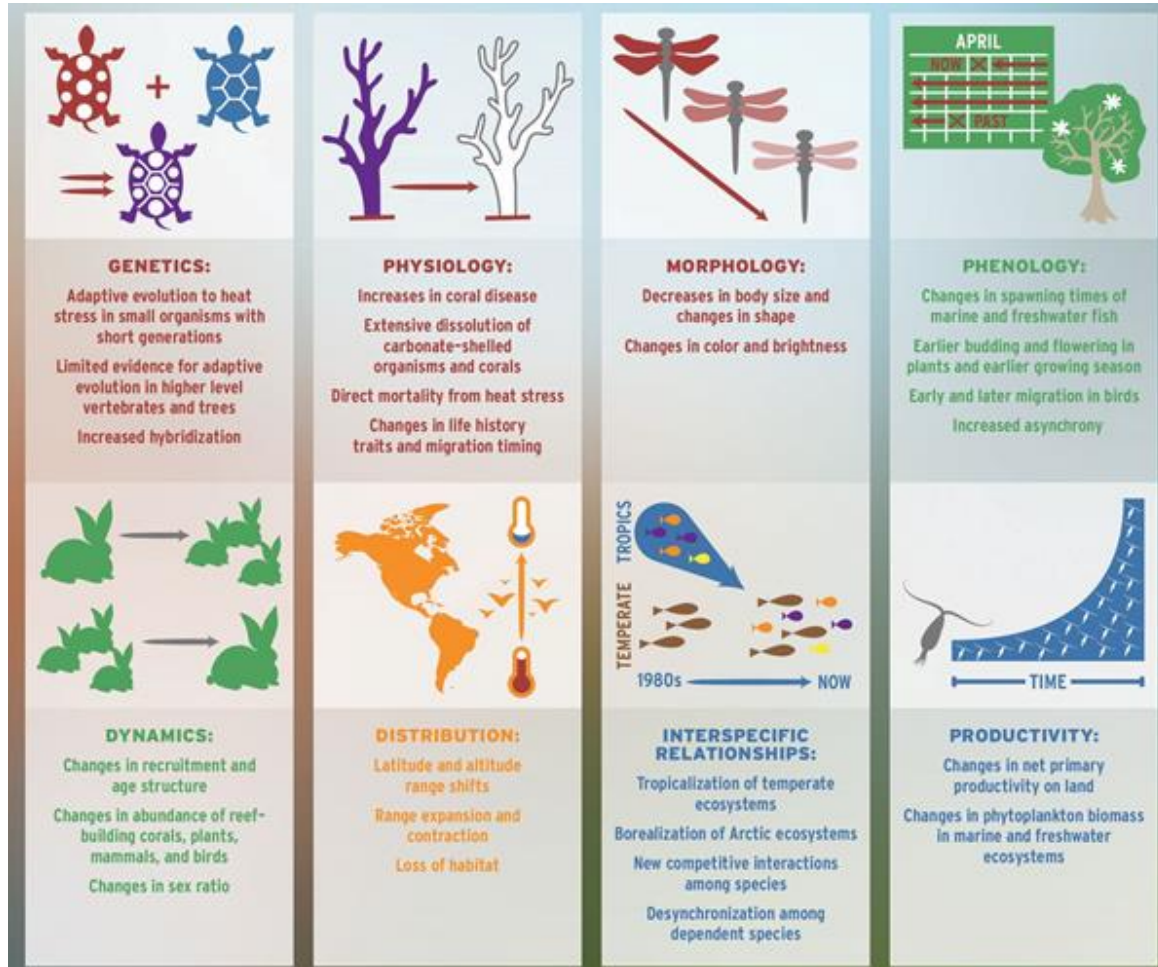 APRIL
NOW
PAST
GENETICS:
Adaptive evolution to heat
stress in small organisms with
short generations
Limited evidence for adaptive
evolution in higher level
vertebrates and trees
Increased hybridization
PHYSIOLOGY:
Increases in coral disease
Extensive dissolution of
carbonate-shelled
organisms and corals
Direct mortality from heat stress
Changes in life history
traits and migration timing
MORPHOLOGY:
Decreases in body size and
changes in shape
Changes in color and brightness
PHENOLOGY:
Changes in spawning times of
marine and freshwater fish
Earlier budding and flowering in
plants and earlier growing season
Early and later migration in birds
Increased asynchrony
TROPICS
TEMPERATE
1980s NOW
TIME
DYNAMICS:
Changes in recruitment and
age structure
Changes in abundance of reef-
building corals, plants,
mammals, and birds
Changes in sex ratio
DISTRIBUTION:
Latitude and altitude
range shifts
Range expansion and
contraction
Loss of habitat
INTERSPECIFIC
RELATIONSHIPS:
Tropicalization of temperate
ecosystems
Borealization of Arctic ecosystems
New competitive interactions
among species
Desynchronization among
dependent species
PRODUCTIVITY:
Changes in net primary
productivity on land
Changes in phytoplankton biomass
in marine and freshwater
ecosystems